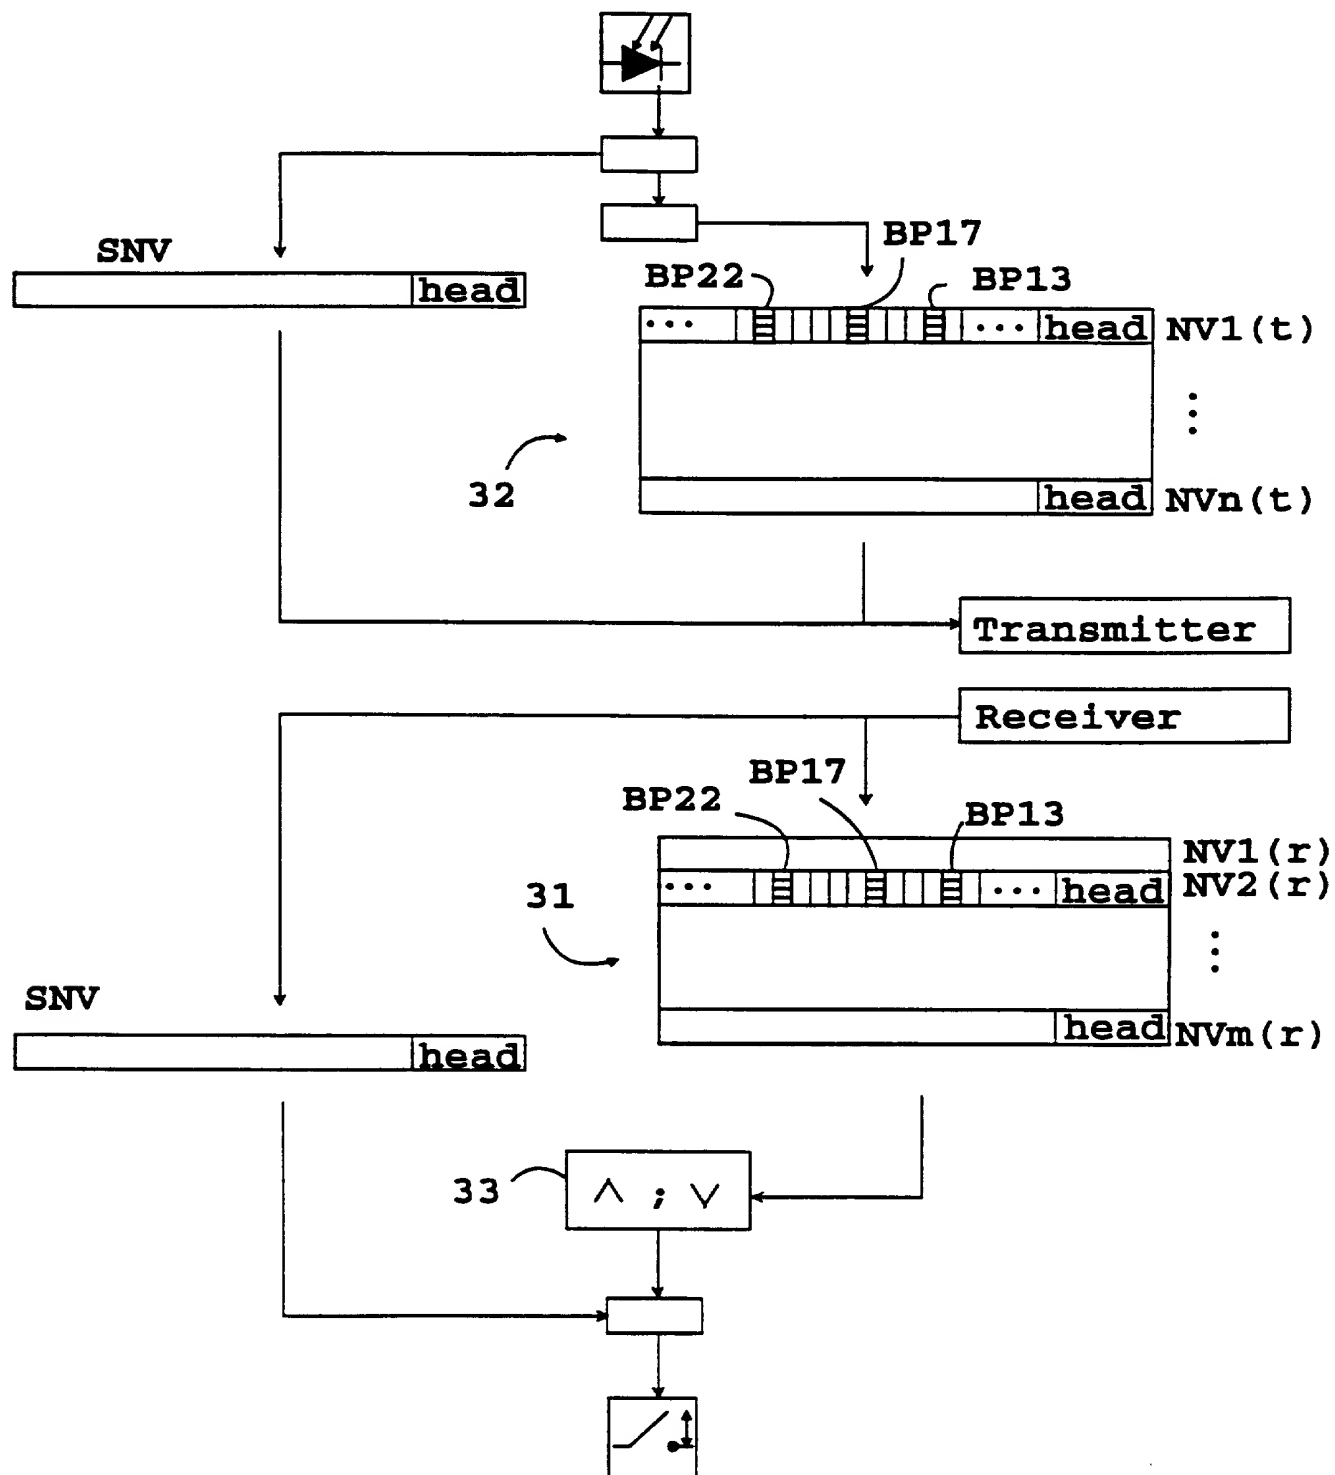 SNV
head
BP17
BP22
BP13
... ... head NV1(t)
32
head NVn(t)
Transmitter
Receiver
BP17
BP22
BP13
NV1(r)
... ... head NV2(r)
31
SNV
head
head NVm(r)
33
∧ ; ∨